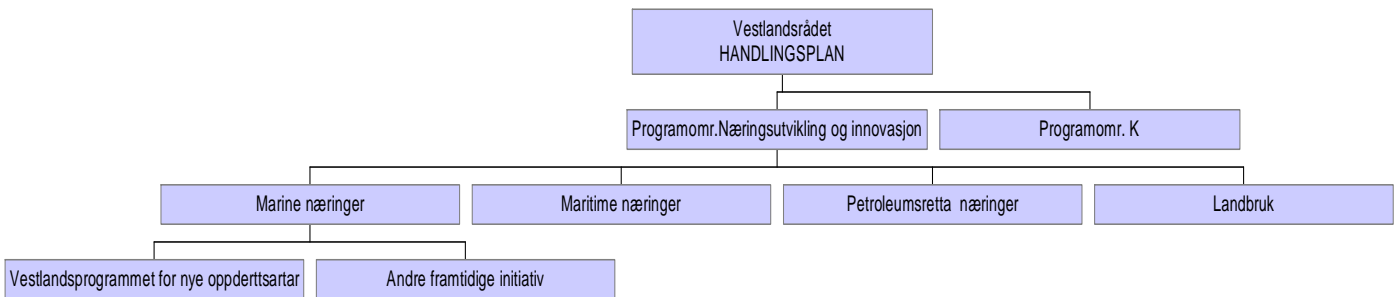 Vestlandsrådet
HANDLINGSPLAN
Programomr.Næringsutvikling og innovasjon
Programomr. K
Marine næringer
Maritime næringer
Petroleumsretta næringer
Landbruk
Vestlandsprogrammet for nye oppderttsartar
Andre framtidige initiativ